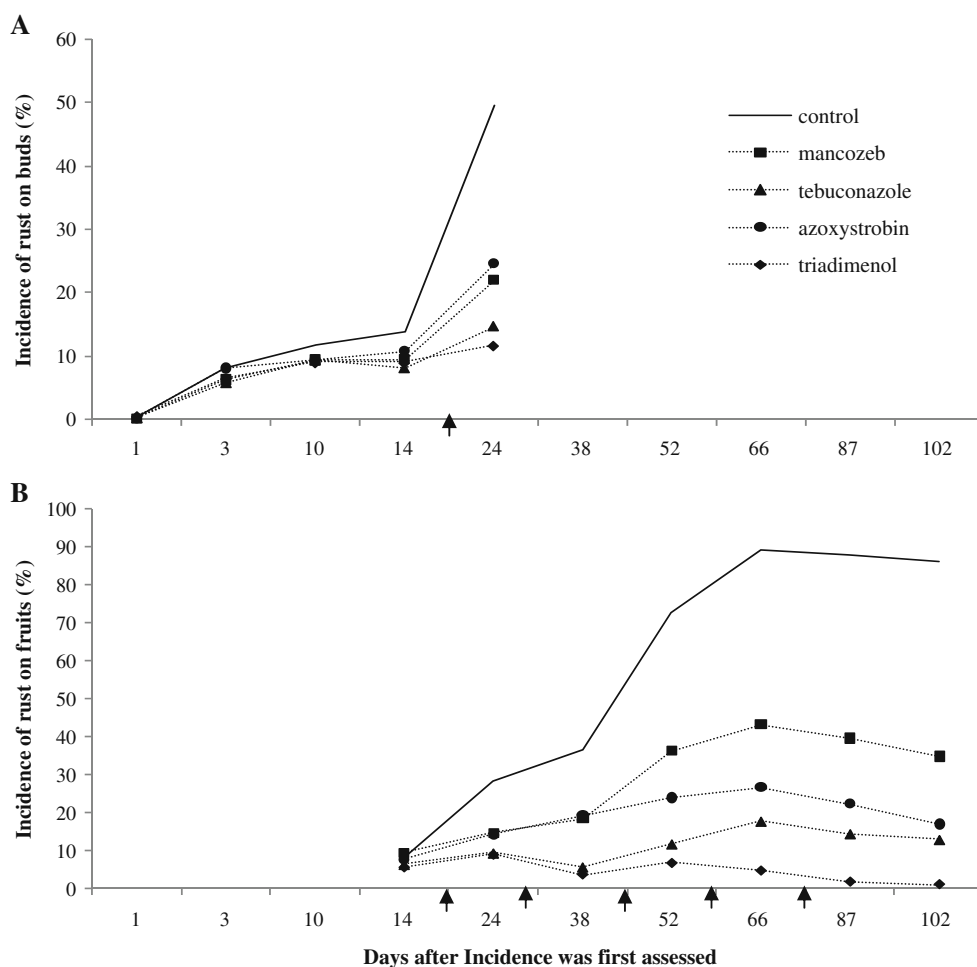 A
Incidence of rust on buds (%)
60
50
40
30
20
10
0
control
mancozeb
tebuconazole
azoxystrobin
triadimenol
1 3 10 14 24 38 52 66 87 102
B
Incidence of rust on fruits (%)
100
90
80
70
60
50
40
30
20
10
0
1 3 10 14 24 38 52 66 87 102
Days after Incidence was first assessed